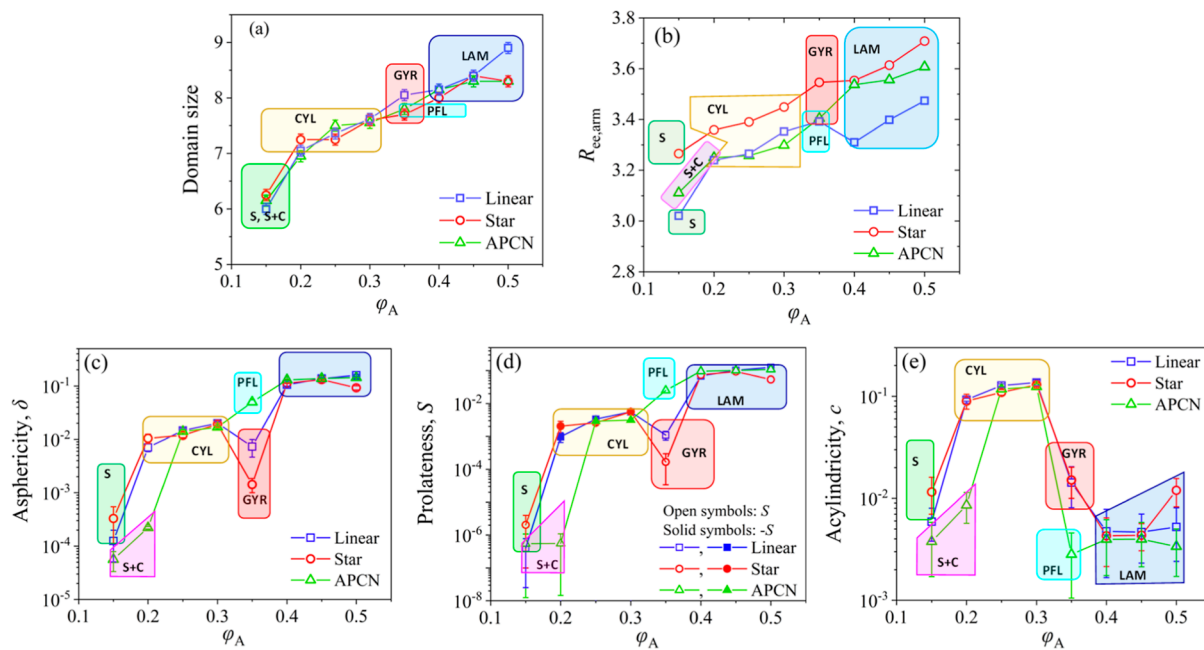 (a)
9
8
7
6
5
Domain size
LAM
GYR
PFL
CYL
S, S+C
Linear
Star
APCN
0.1 0.2 0.3 0.4 0.5
φA
(b)
3.8
3.6
3.4
3.2
3.0
2.8
Ree,arm
GYR
LAM
CYL
S
PFL
S+C
S
Linear
Star
APCN
0.1 0.2 0.3 0.4 0.5
φA
(c)
10-1
10-2
10-3
10-4
10-5
Asphericity, δ
PFL
CYL
S
GYR
S+C
Linear
Star
APCN
0.1 0.2 0.3 0.4 0.5
φA
(d)
10-2
10-4
10-6
10-8
Prolateness, S
PFL
LAM
CYL
GYR
S
Open symbols: S
Solid symbols: -S
S+C
, Linear
, Star
, APCN
0.1 0.2 0.3 0.4 0.5
φA
(e)
10-1
10-2
10-3
Acylindricity, c
Linear
Star
APCN
CYL
S
GYR
S+C
PFL
LAM
0.1 0.2 0.3 0.4 0.5
φA